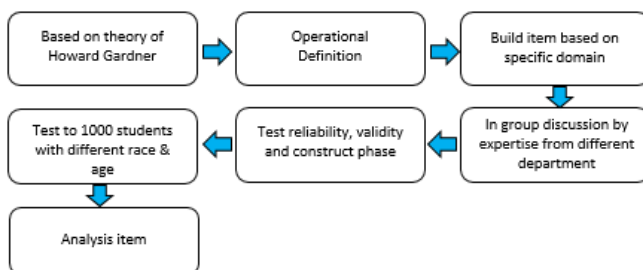 Based on theory of
Howard Gardner
Operational
Definition
Build item based on
specific domain
In group discussion by
expertise from different
department
Test reliability, validity
and construct phase
Test to 1000 students
with different race &
age
Analysis item